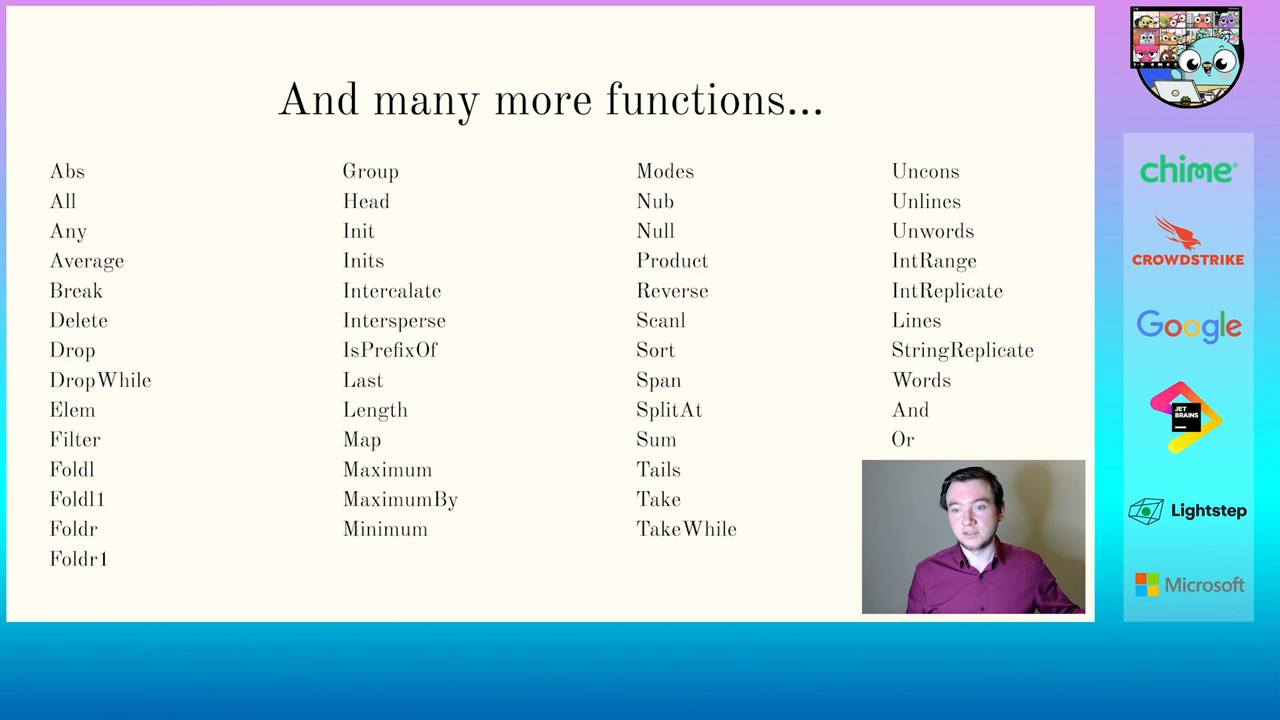 And many more functions...
Abs
All
Any
Average
Break
Delete
Drop
DropWhile
Elem
Filter
Foldl
Foldl1
Foldr
Foldr1
Group
Head
Init
Inits
Intercalate
Intersperse
IsPrefixOf
Last
Length
Map
Maximum
MaximumBy
Minimum
Modes
Nub
Null
Product
Reverse
Scanl
Sort
Span
SplitAt
Sum
Tails
Take
TakeWhile
Uncons
Unlines
Unwords
IntRange
IntReplicate
Lines
StringReplicate
Words
And
Or
chime®
CROWDSTRIKE
Google
JET
BRAINS
Lightstep
Microsoft